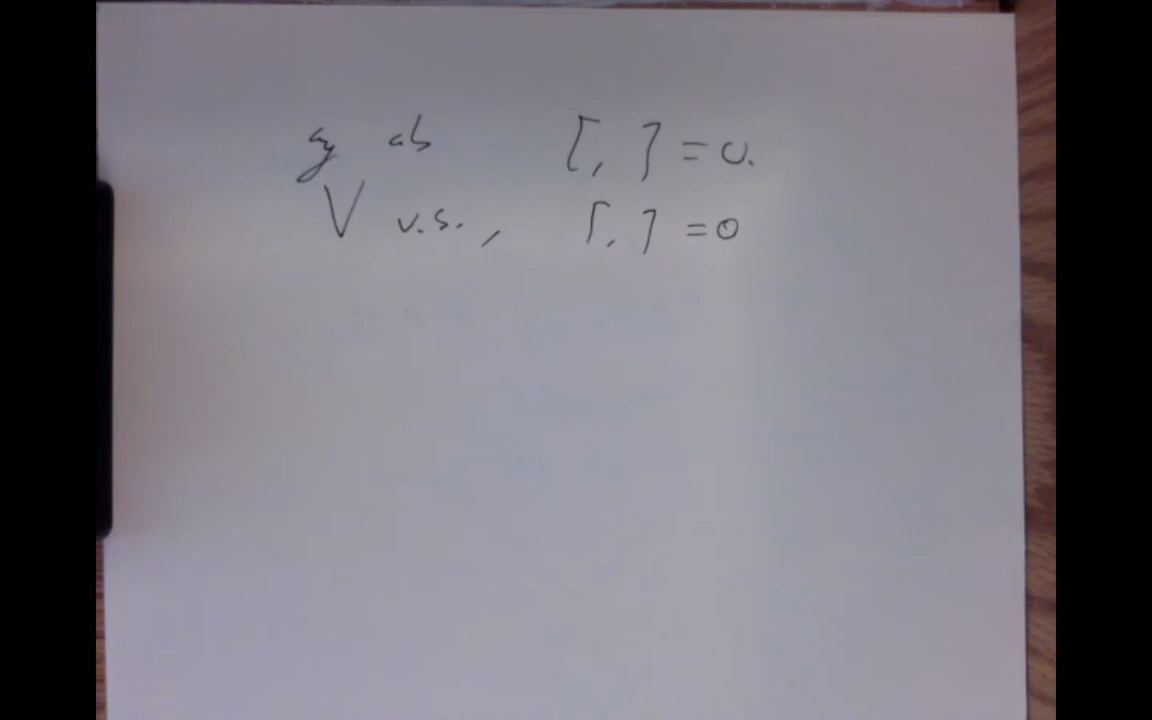 𝔤 ab [ , ] = 0.
V v.s., [ , ] = 0